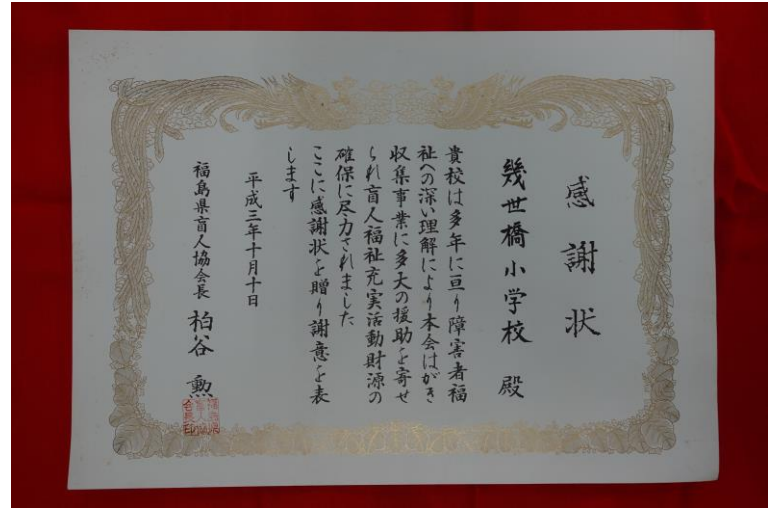 感謝状
幾世橋小学校 殿
貴校は多年に亘り障害者福
祉への深い理解により本会はがき
収集事業に多大の援助を寄せ
られ盲人福祉充実活動財源の
確保に尽力されました
ここに感謝状を贈り謝意を表
します
平成三年十月十日
福島県盲人協会長 柏谷 勲